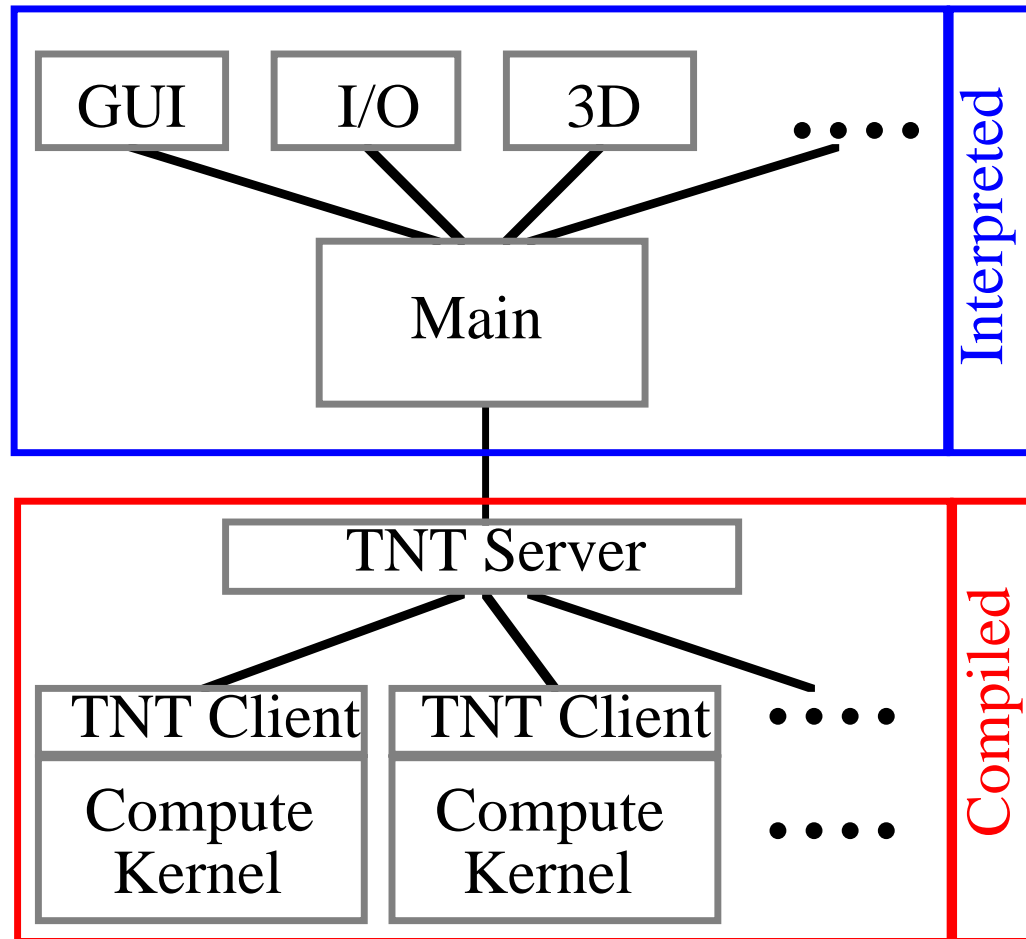 GUI
I/O
3D
Interpreted
Main
TNT Server
Compiled
TNT Client
TNT Client
Compute
Kernel
Compute
Kernel